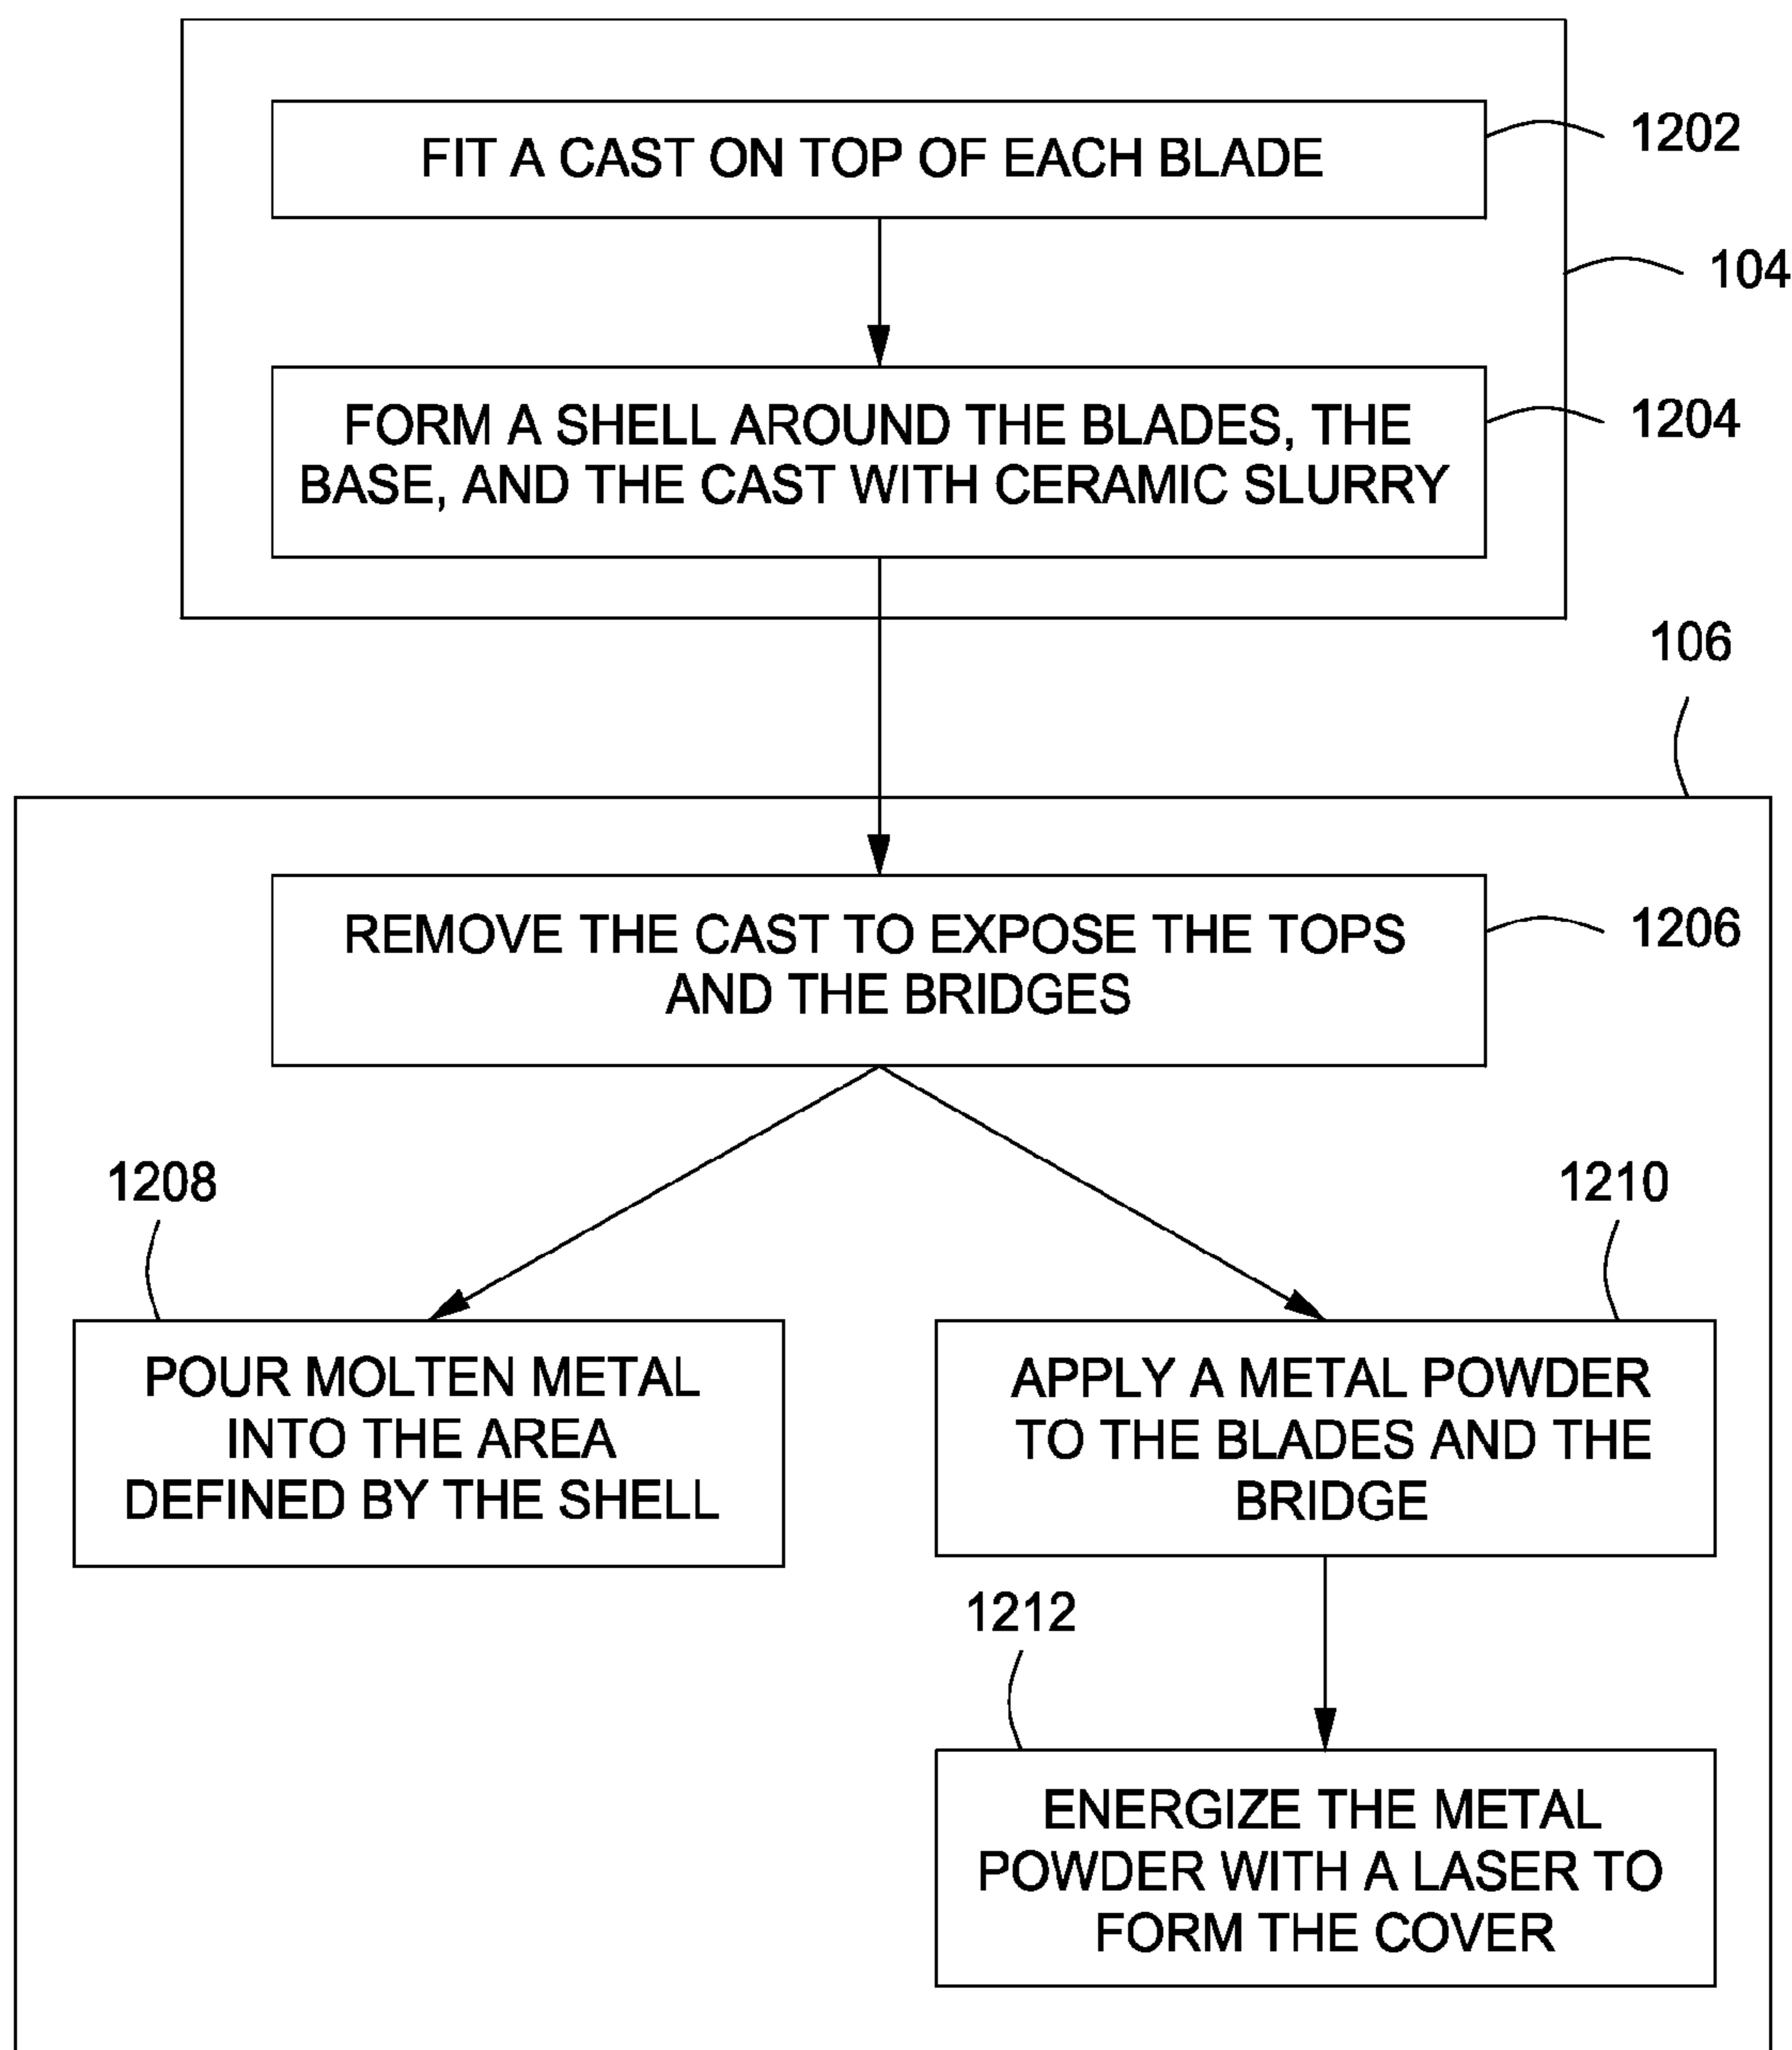 FIT A CAST ON TOP OF EACH BLADE
1202
104
FORM A SHELL AROUND THE BLADES, THE
BASE, AND THE CAST WITH CERAMIC SLURRY
1204
106
REMOVE THE CAST TO EXPOSE THE TOPS
AND THE BRIDGES
1206
1208
POUR MOLTEN METAL
INTO THE AREA
DEFINED BY THE SHELL
1210
APPLY A METAL POWDER
TO THE BLADES AND THE
BRIDGE
1212
ENERGIZE THE METAL
POWDER WITH A LASER TO
FORM THE COVER